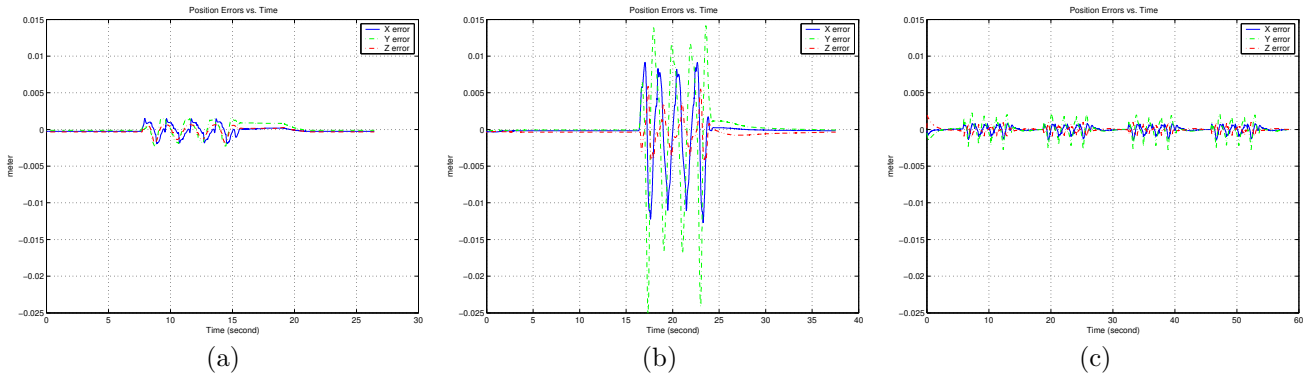 Position Errors vs. Time
X error
Y error
Z error
0.015
0.01
0.005
0
−0.005
−0.01
−0.015
−0.02
−0.025
meter
0 5 10 15 20 25 30
Time (second)
(a)
Position Errors vs. Time
X error
Y error
Z error
0.015
0.01
0.005
0
−0.005
−0.01
−0.015
−0.02
−0.025
meter
0 5 10 15 20 25 30 35 40
Time (second)
(b)
Position Errors vs. Time
X error
Y error
Z error
0.015
0.01
0.005
0
−0.005
−0.01
−0.015
−0.02
−0.025
meter
0 10 20 30 40 50 60
Time (second)
(c)